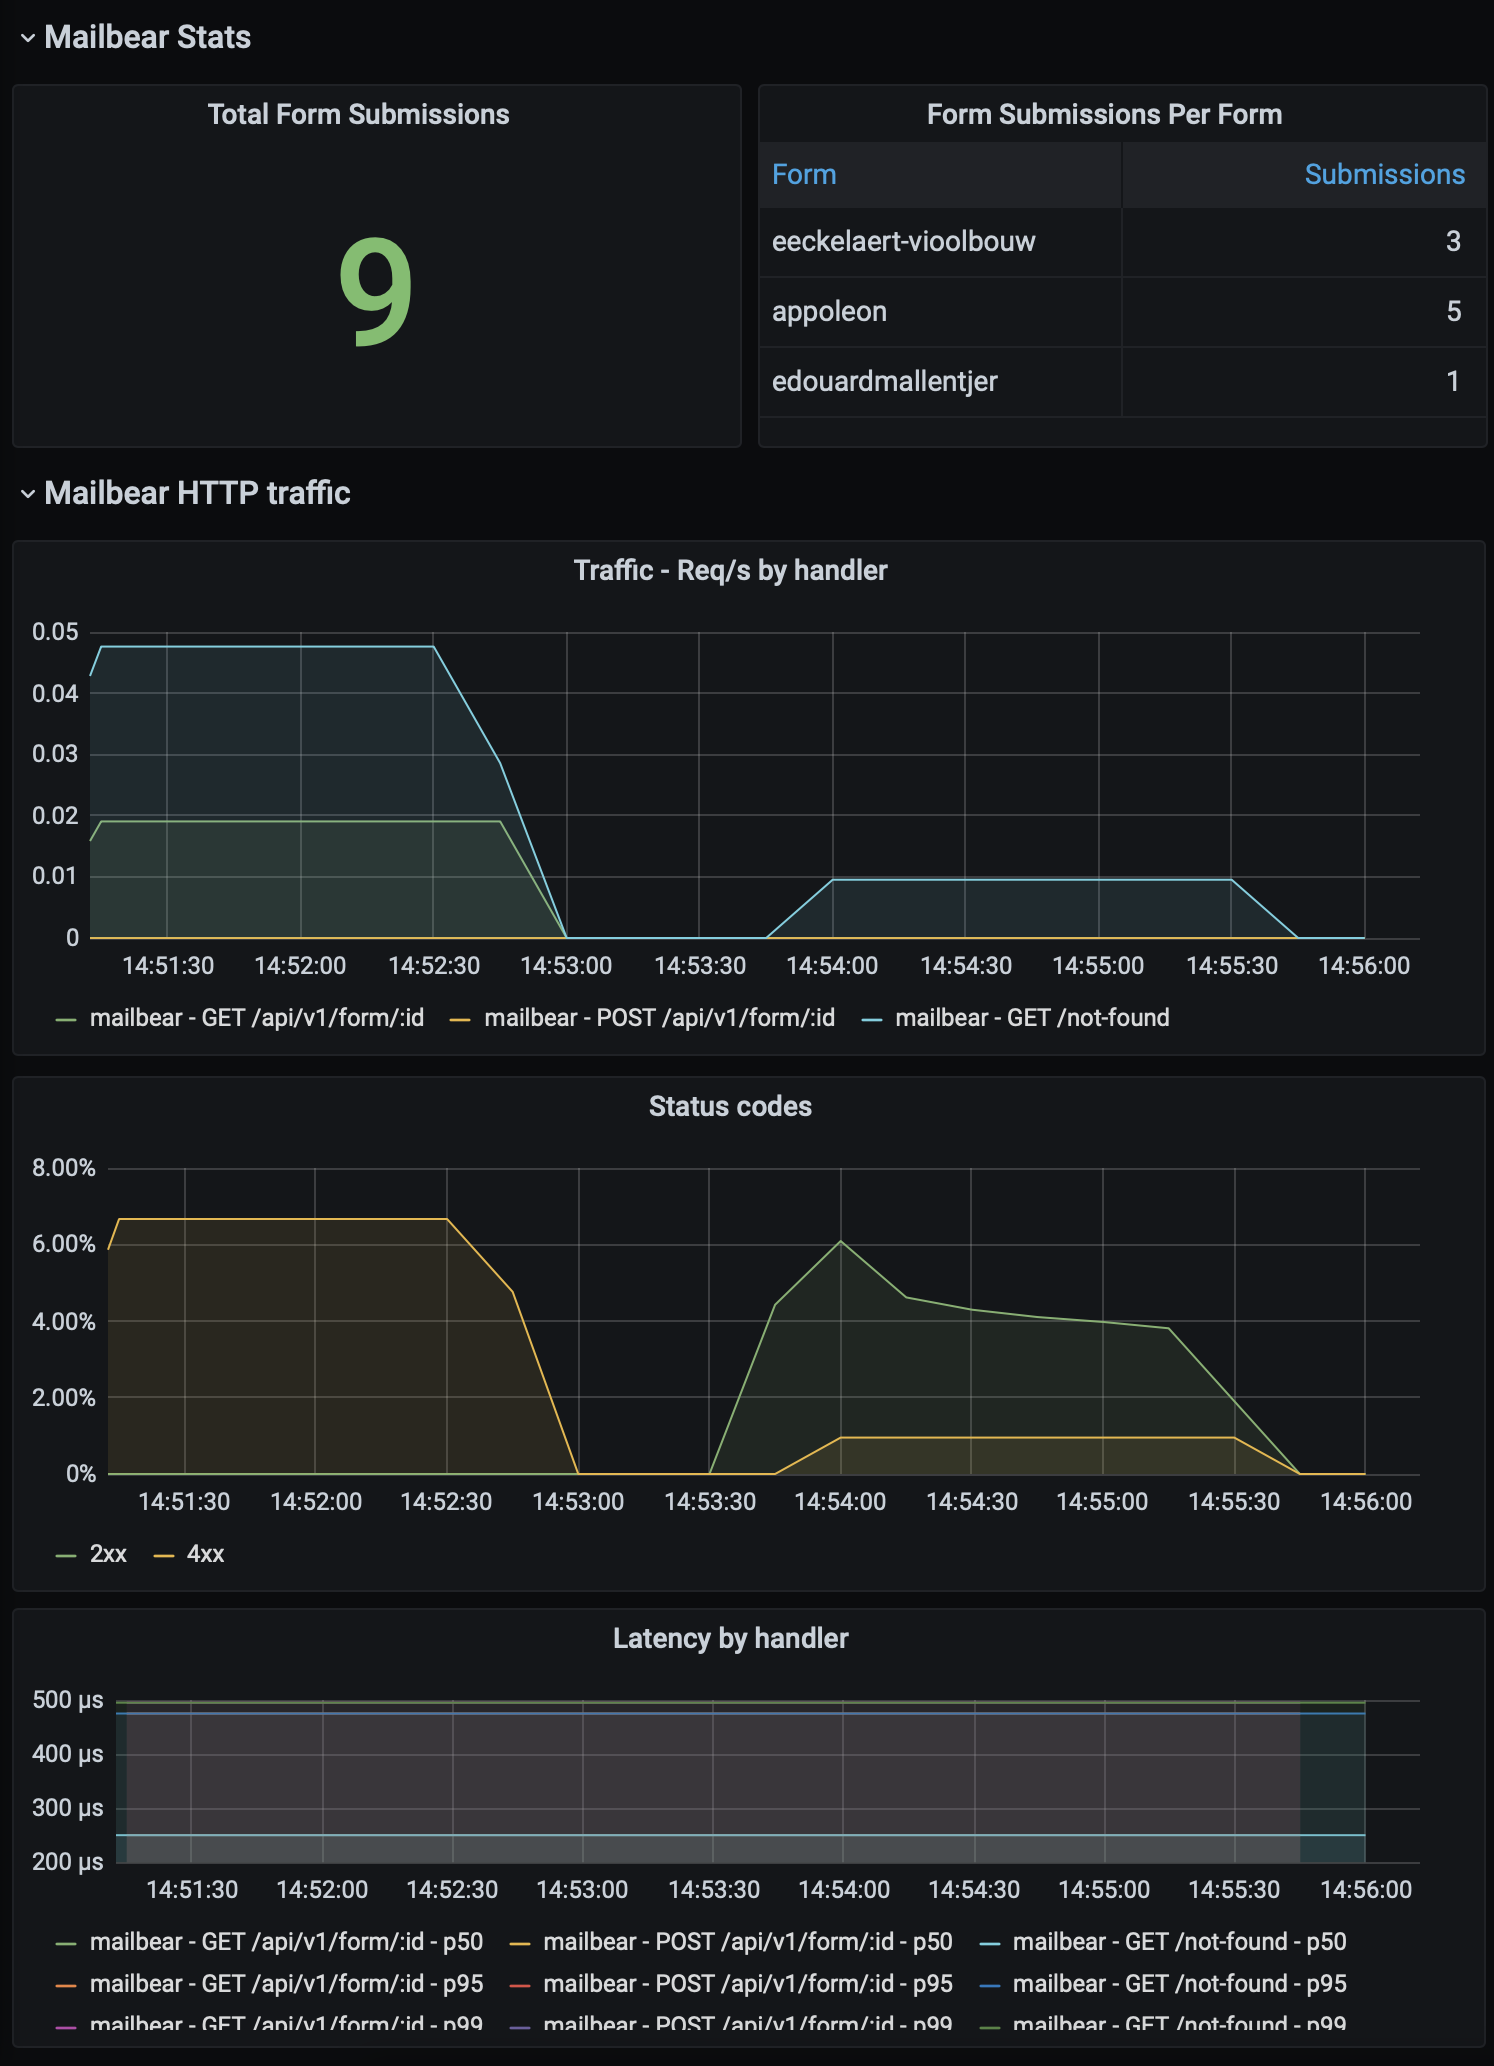 Mailbear Stats
Total Form Submissions
9
Form Submissions Per Form
Form Submissions
eeckelaert-vioolbouw 3
appoleon 5
edouardmallentjer 1
Mailbear HTTP traffic
Traffic - Req/s by handler
0.05
0.04
0.03
0.02
0.01
0
14:51:30 14:52:00 14:52:30 14:53:00 14:53:30 14:54:00 14:54:30 14:55:00 14:55:30 14:56:00
mailbear - GET /api/v1/form/:id mailbear - POST /api/v1/form/:id mailbear - GET /not-found
Status codes
8.00%
6.00%
4.00%
2.00%
0%
14:51:30 14:52:00 14:52:30 14:53:00 14:53:30 14:54:00 14:54:30 14:55:00 14:55:30 14:56:00
2xx 4xx
Latency by handler
500 µs
400 µs
300 µs
200 µs
14:51:30 14:52:00 14:52:30 14:53:00 14:53:30 14:54:00 14:54:30 14:55:00 14:55:30 14:56:00
mailbear - GET /api/v1/form/:id - p50 mailbear - POST /api/v1/form/:id - p50 mailbear - GET /not-found - p50
mailbear - GET /api/v1/form/:id - p95 mailbear - POST /api/v1/form/:id - p95 mailbear - GET /not-found - p95
mailbear - GET /api/v1/form/:id - p99 mailbear - POST /api/v1/form/:id - p99 mailbear - GET /not-found - p99